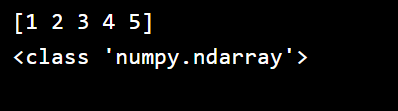 [1 2 3 4 5]
<class 'numpy.ndarray'>